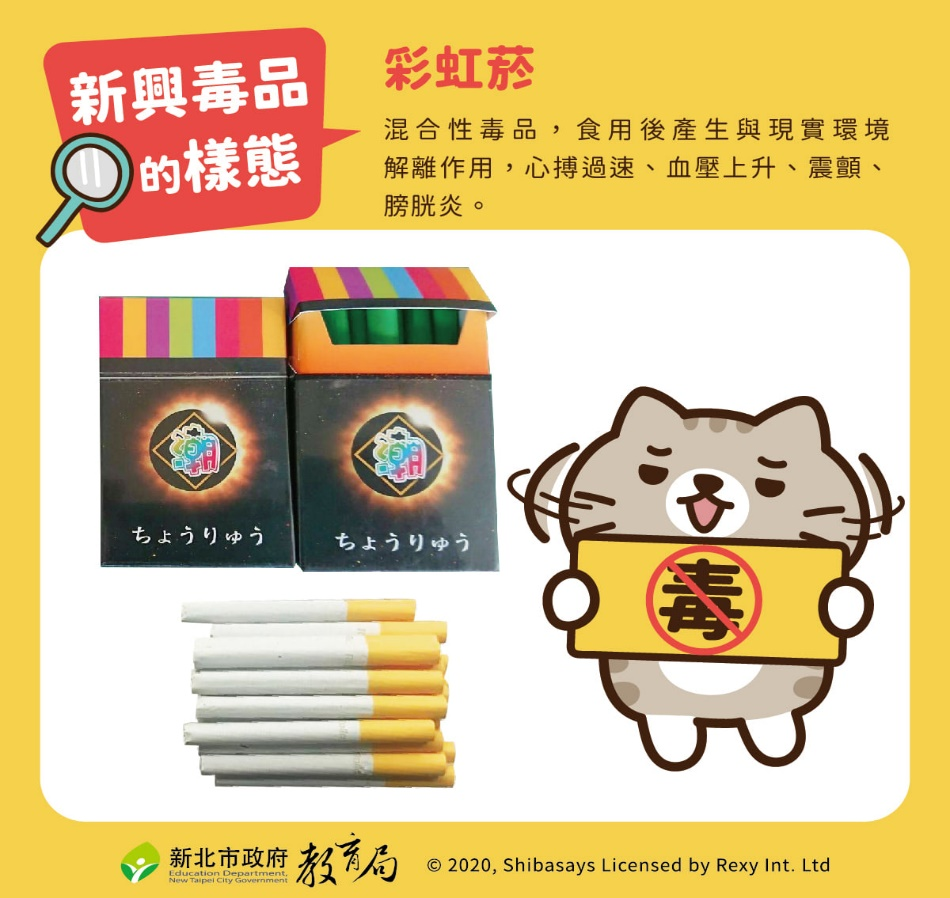 新興毒品
的樣態
彩虹菸
混合性毒品，食用後產生與現實環境
解離作用，心搏過速、血壓上升、震顫、
膀胱炎。
潮
ちょうりゅう
潮
ちょうりゅう
毒
新北市政府
Education Department,
New Taipei City Government
教育局
© 2020, Shibasays Licensed by Rexy Int. Ltd